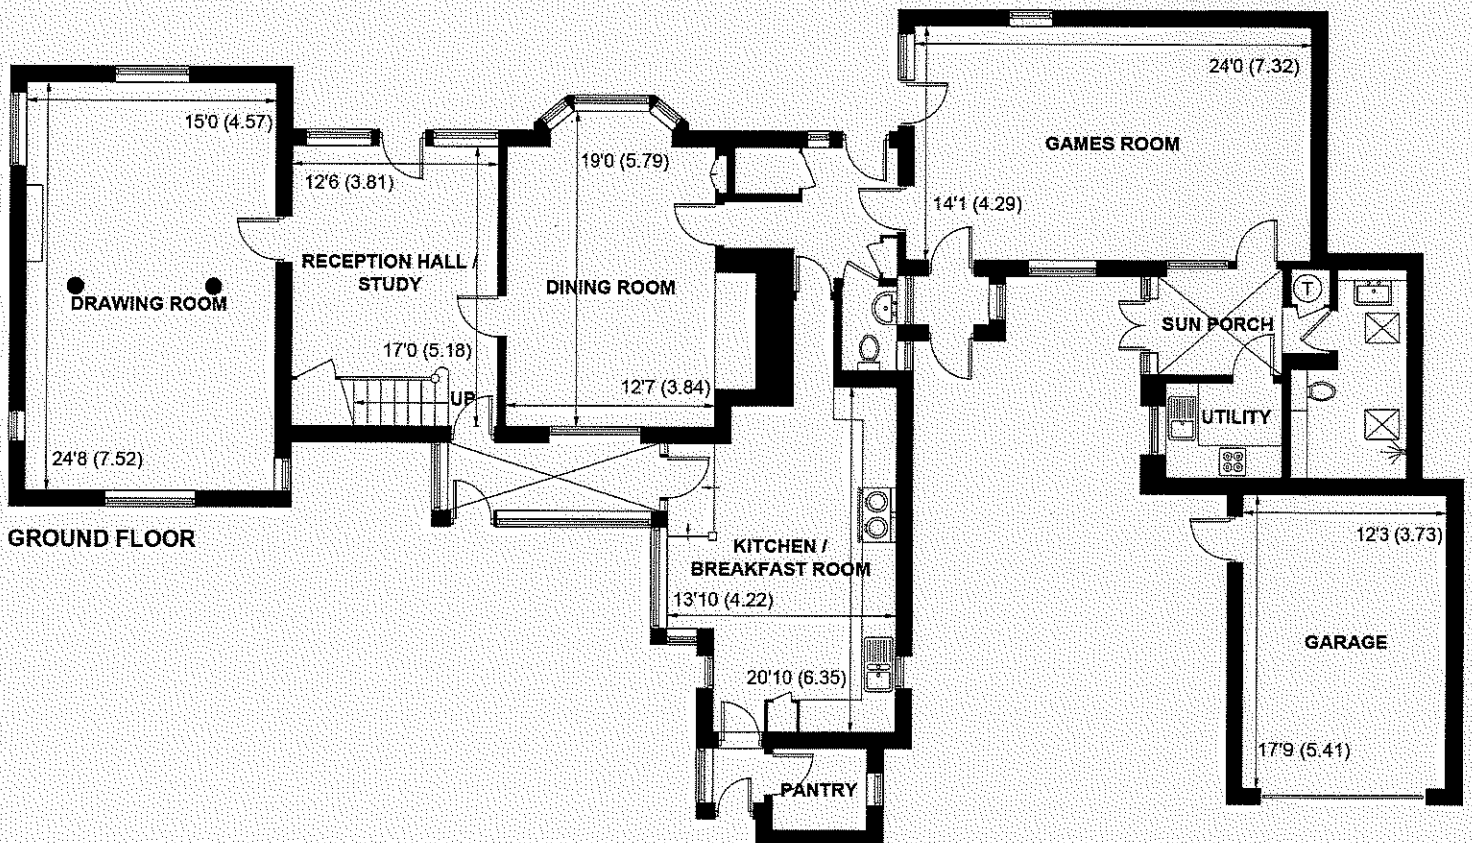 24'0 (7.32)
15'0 (4.57)
GAMES ROOM
19'0 (5.79)
12'6 (3.81)
14'1 (4.29)
RECEPTION HALL /
STUDY
DINING ROOM
T
DRAWING ROOM
SUN PORCH
17'0 (5.18)
12'7 (3.84)
UP
UTILITY
24'8 (7.52)
GROUND FLOOR
12'3 (3.73)
KITCHEN /
BREAKFAST ROOM
13'10 (4.22)
GARAGE
20'10 (6.35)
17'9 (5.41)
PANTRY